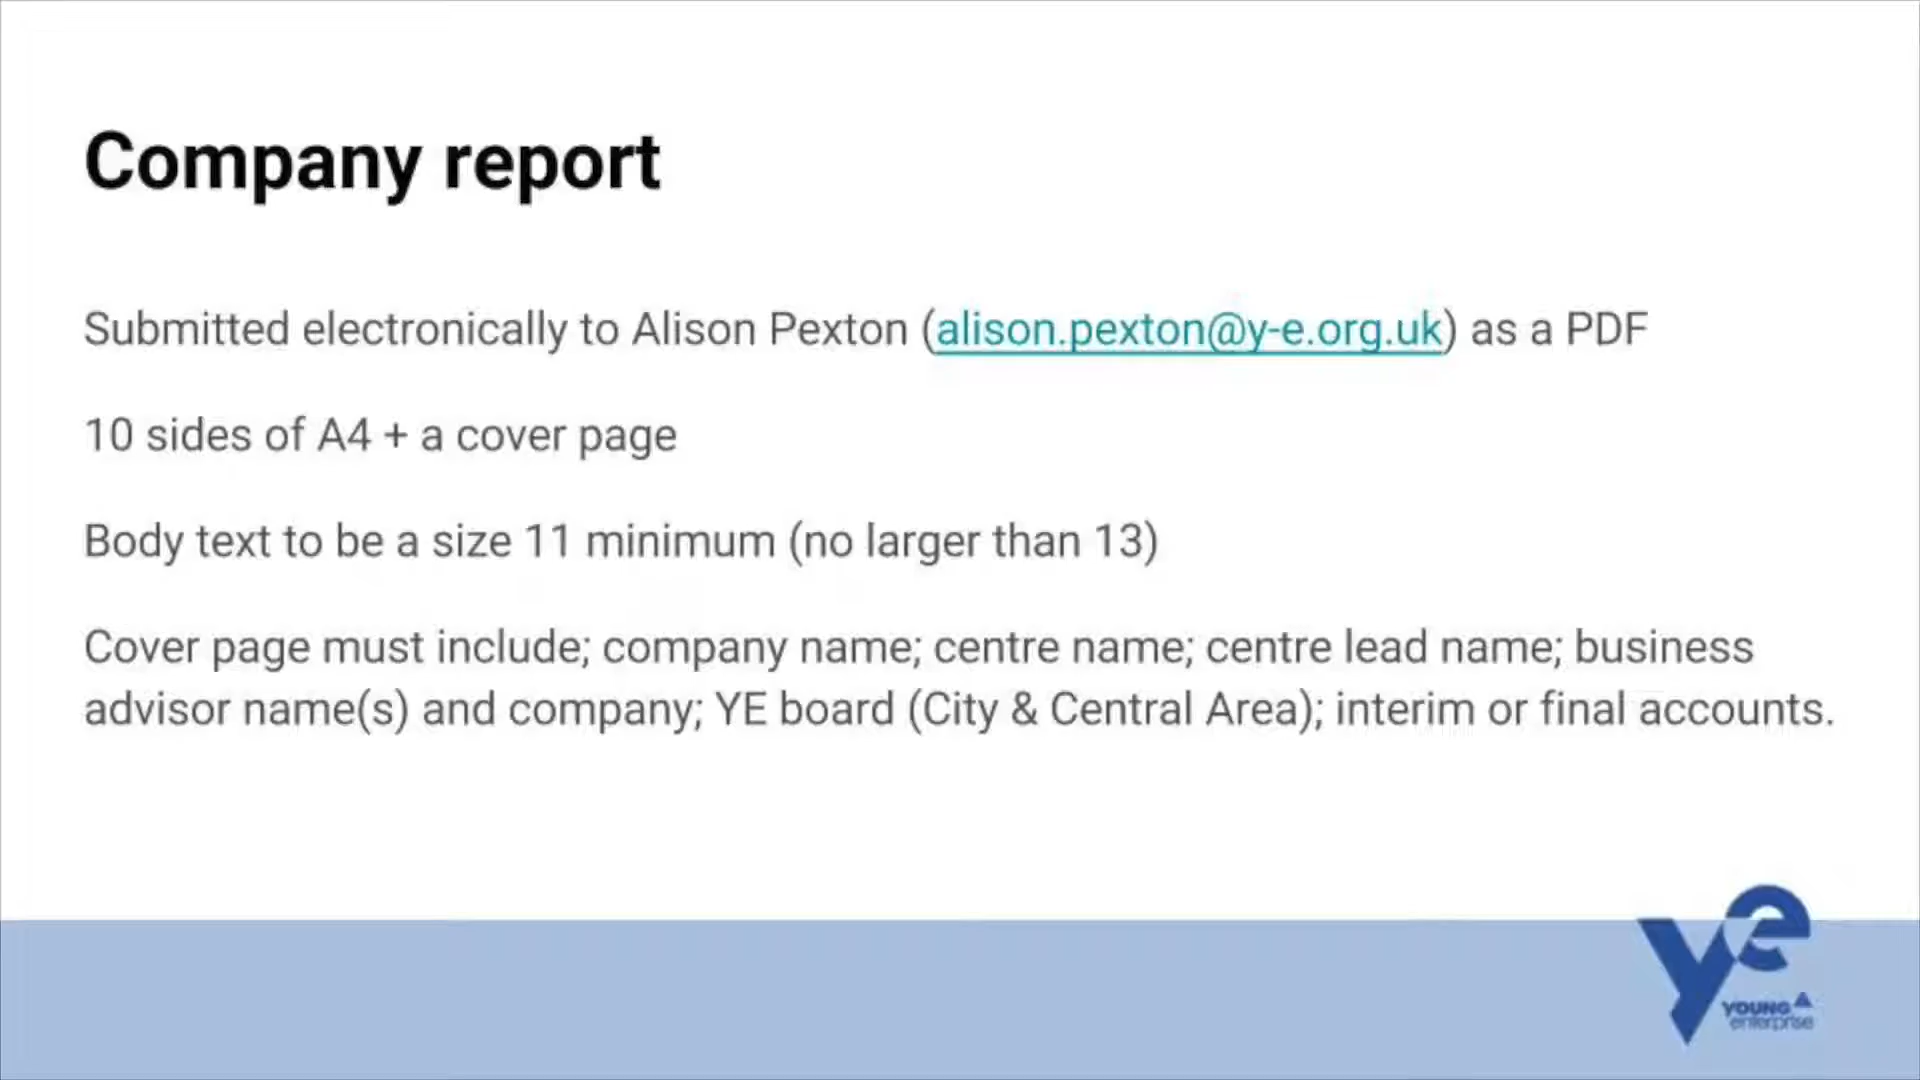 Company report
Submitted electronically to Alison Pexton (alison.pexton@y-e.org.uk) as a PDF
10 sides of A4 + a cover page
Body text to be a size 11 minimum (no larger than 13)
Cover page must include; company name; centre name; centre lead name; business
advisor name(s) and company; YE board (City & Central Area); interim or final accounts.
ye
YOUNG
enterprise